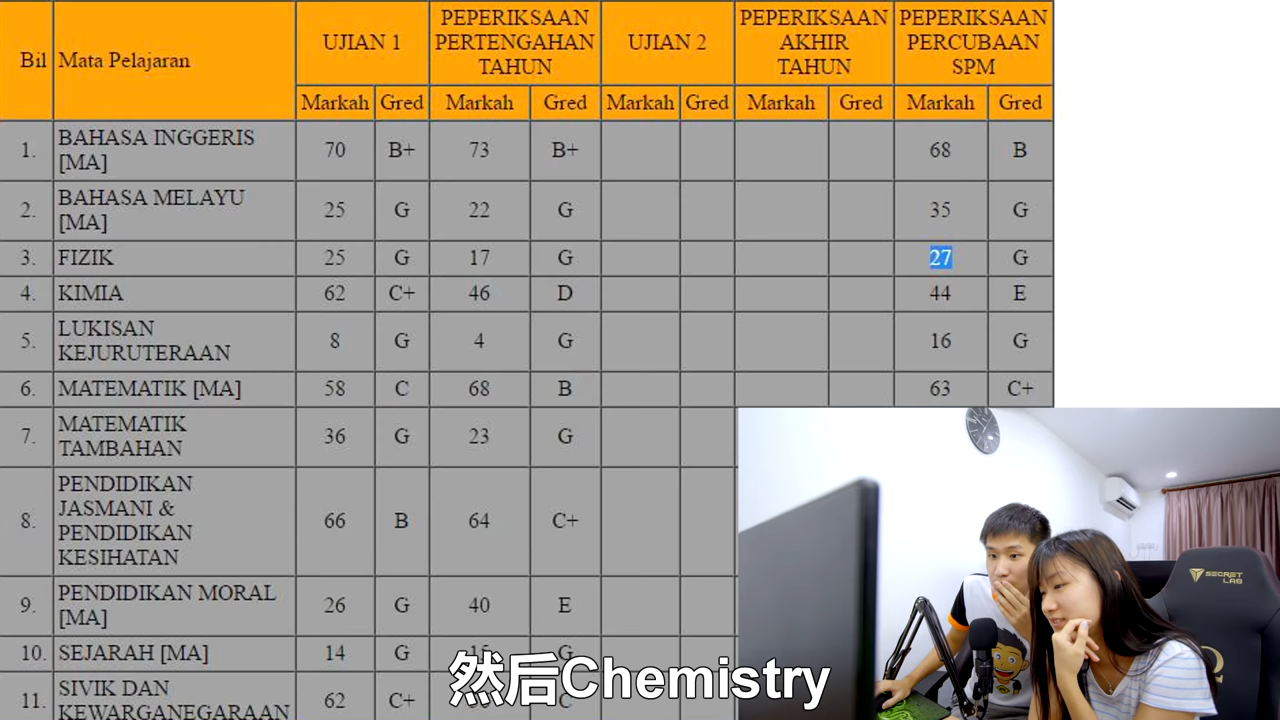 Bil Mata Pelajaran UJIAN 1 PEPERIKSAAN PERTENGAHAN TAHUN UJIAN 2 PEPERIKSAAN AKHIR TAHUN PEPERIKSAAN PERCUBAAN SPM
Markah Gred Markah Gred Markah Gred Markah Gred Markah Gred
1. BAHASA INGGERIS [MA] 70 B+ 73 B+ 68 B
2. BAHASA MELAYU [MA] 25 G 22 G 35 G
3. FIZIK 25 G 17 G 27 G
4. KIMIA 62 C+ 46 D 44 E
5. LUKISAN KEJURUTERAAN 8 G 4 G 16 G
6. MATEMATIK [MA] 58 C 68 B 63 C+
7. MATEMATIK TAMBAHAN 36 G 23 G
8. PENDIDIKAN JASMANI & PENDIDIKAN KESIHATAN 66 B 64 C+
9. PENDIDIKAN MORAL [MA] 26 G 40 E
10. SEJARAH [MA] 14 G G
11. SIVIK DAN KEWARGANEGARAAN 62 C+
SECRET LAB
然后Chemistry